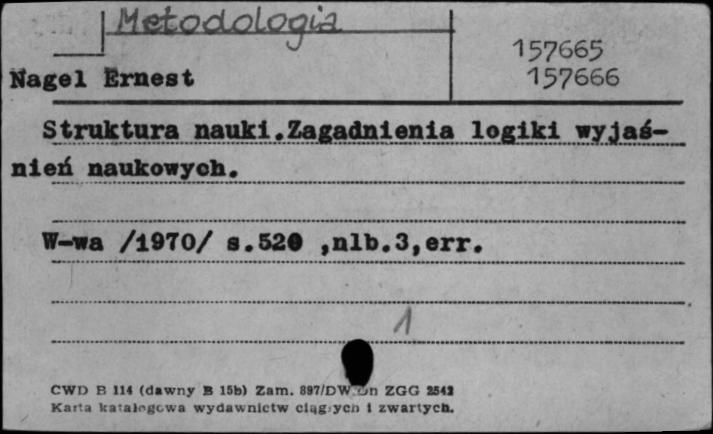 Metodologia
157665
Nagel Ernest
157666
Struktura nauki.Zagadnienia logiki wyjaś-
nień naukowych.
W-wa /1970/ s.520 ,nlb.3,err.
1
CWD B 114 (dawny B 15b) Zam. 897/DW Dn ZGG 2542
Karta katalogowa wydawnictw ciągłych i zwartych.